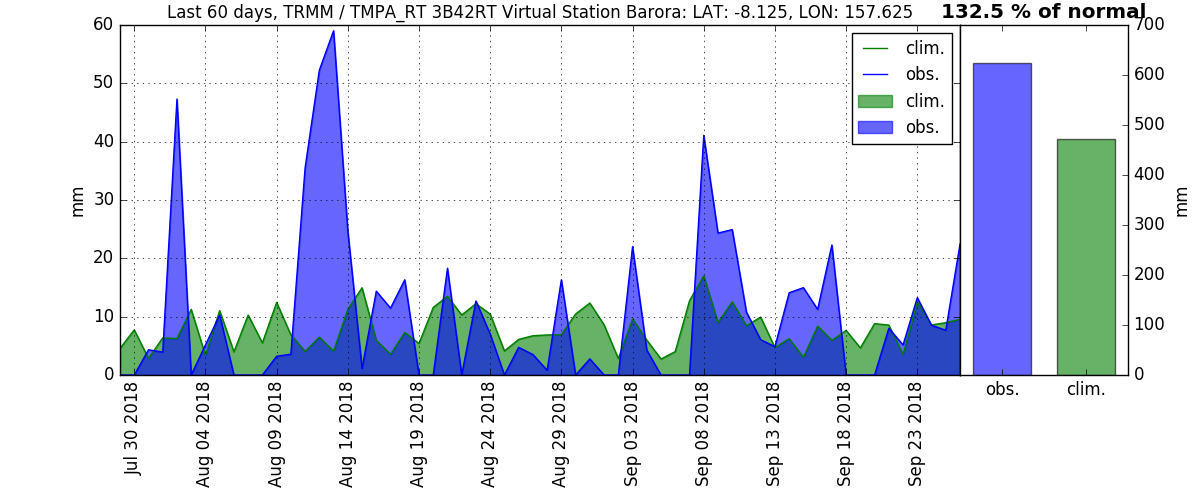 Last 60 days, TRMM / TMPA_RT 3B42RT Virtual Station Barora: LAT: -8.125, LON: 157.625
132.5 % of normal
60
50
40
30
20
10
0
mm
clim.
obs.
clim.
obs.
700
600
500
400
300
200
100
0
mm
obs.
clim.
Jul 30 2018
Aug 04 2018
Aug 09 2018
Aug 14 2018
Aug 19 2018
Aug 24 2018
Aug 29 2018
Sep 03 2018
Sep 08 2018
Sep 13 2018
Sep 18 2018
Sep 23 2018